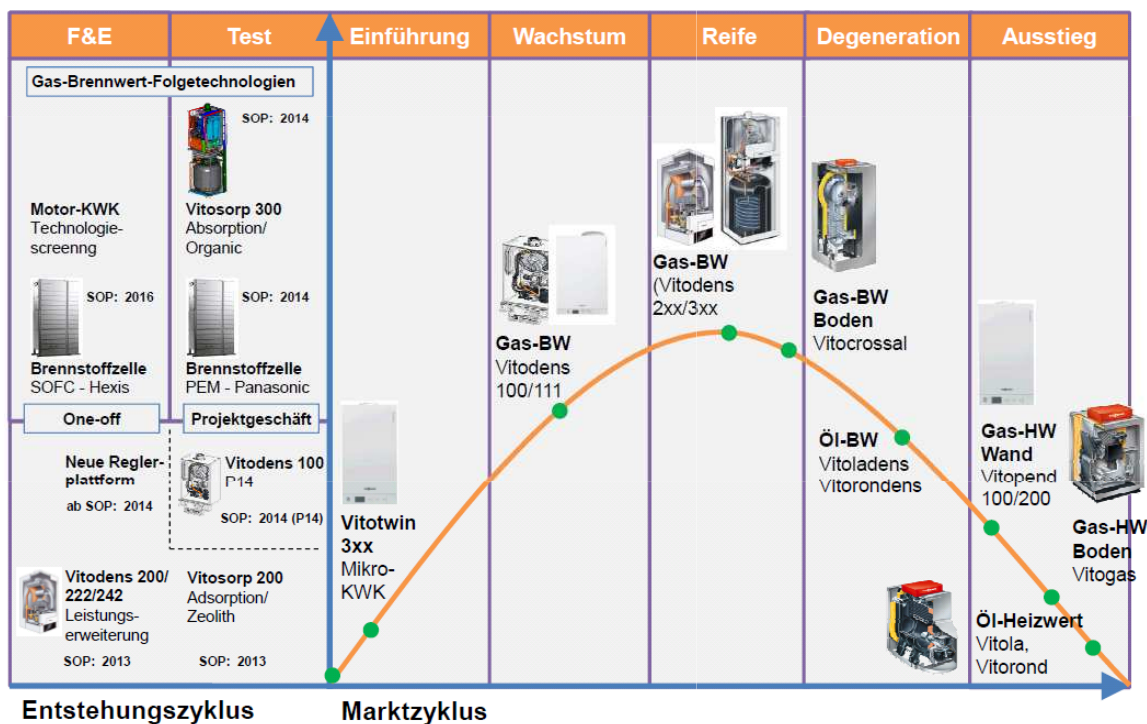 F&E
Test
Einführung
Wachstum
Reife
Degeneration
Ausstieg
Gas-Brennwert-Folgetechnologien
SOP: 2014
Motor-KWK
Technologie-
screenng
Vitosorp 300
Absorption/
Organic
SOP: 2016
SOP: 2014
Brennstoffzelle
SOFC - Hexis
Brennstoffzelle
PEM - Panasonic
One-off
Projektgeschäft
Neue Regler-
plattform
ab SOP: 2014
Vitodens 100
P14
SOP: 2014 (P14)
Vitodens 200/
222/242
Leistungs-
erweiterung
SOP: 2013
Vitosorp 200
Adsorption/
Zeolith
SOP: 2013
Vitotwin
3xx
Mikro-
KWK
Gas-BW
Vitodens
100/111
Gas-BW
(Vitodens
2xx/3xx
Gas-BW
Boden
Vitocrossal
Öl-BW
Vitoladens
Vitorondens
Gas-HW
Wand
Vitopend
100/200
Gas-HW
Boden
Vitogas
Öl-Heizwert
Vitola,
Vitorond
Entstehungszyklus
Marktzyklus